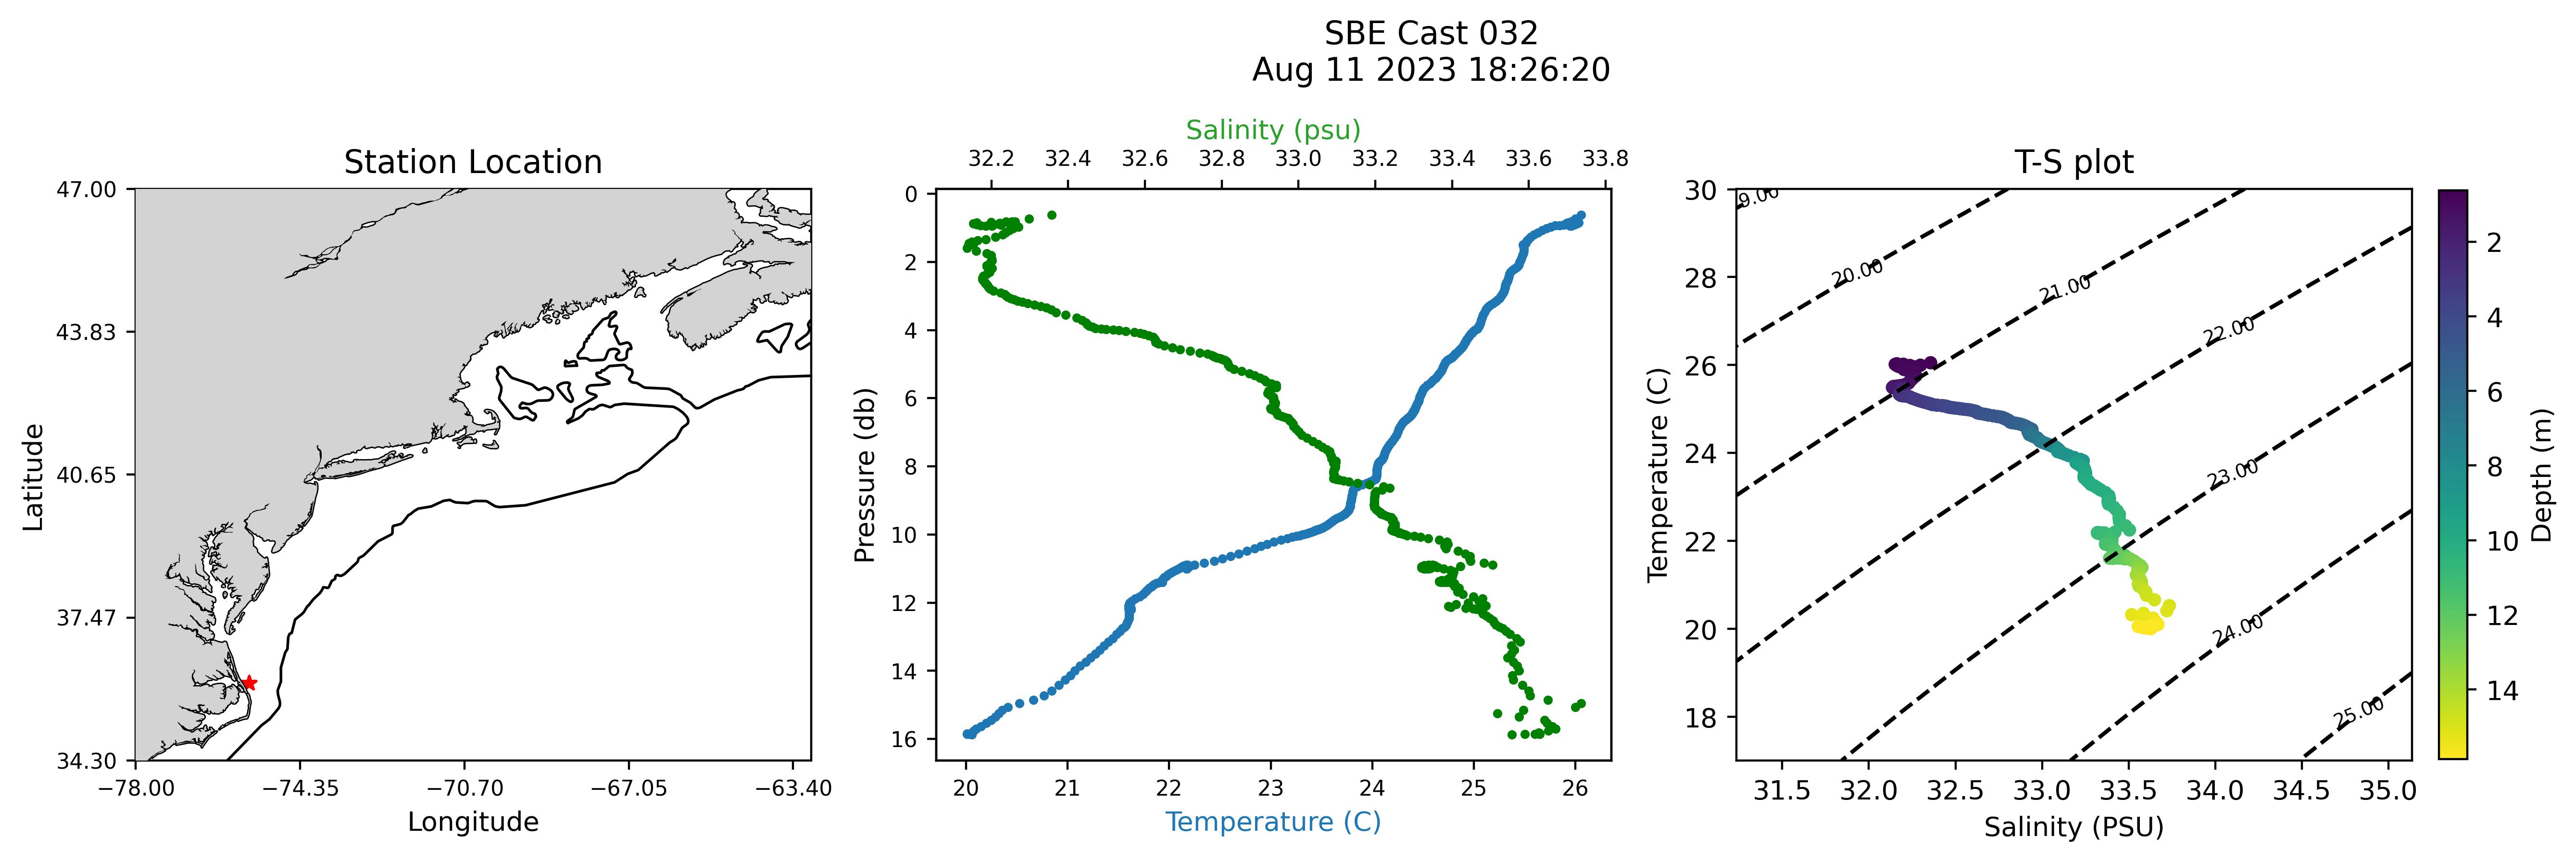 SBE Cast 032
Aug 11 2023 18:26:20
Station Location
47.00
43.83
40.65
37.47
34.30
Latitude
−78.00 −74.35 −70.70 −67.05 −63.40
Longitude
Salinity (psu)
32.2 32.4 32.6 32.8 33.0 33.2 33.4 33.6 33.8
0
2
4
6
8
10
12
14
16
Pressure (db)
20 21 22 23 24 25 26
Temperature (C)
T-S plot
30
28
26
24
22
20
18
Temperature (C)
9.00
20.00
21.00
22.00
23.00
24.00
25.00
31.5 32.0 32.5 33.0 33.5 34.0 34.5 35.0
Salinity (PSU)
2
4
6
8
10
12
14
Depth (m)